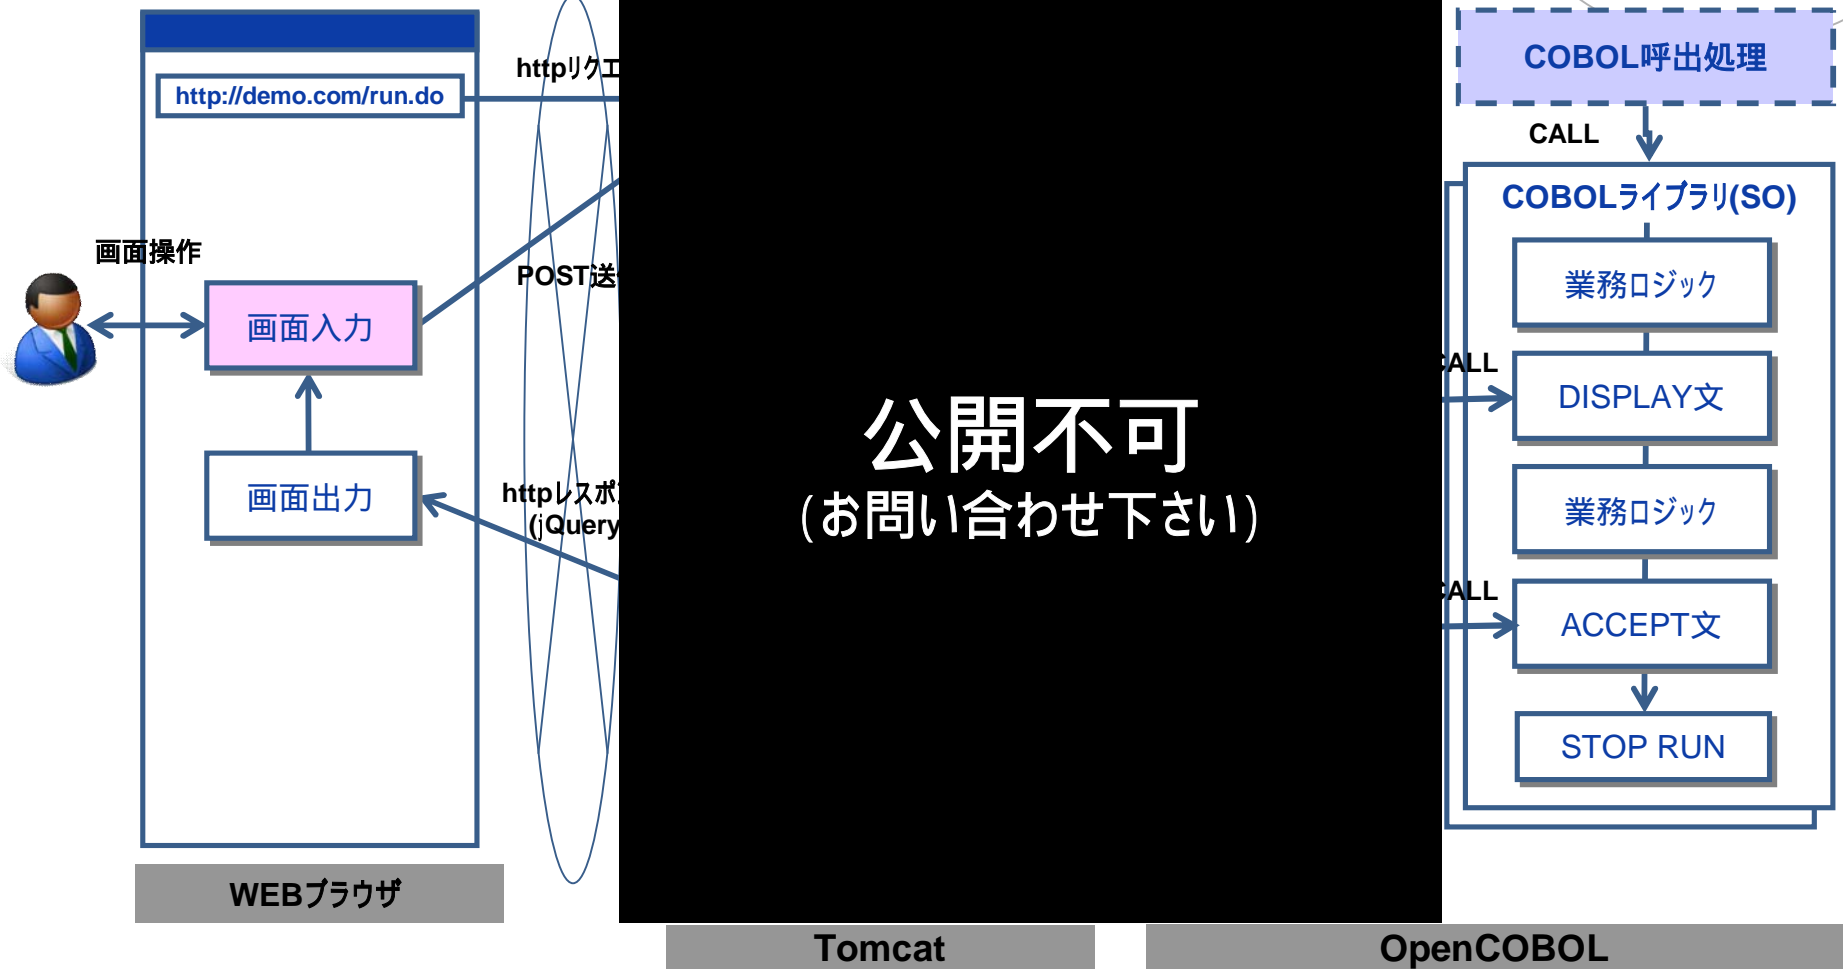 http://demo.com/run.do
画面操作
画面入力
画面出力
WEBブラウザ
httpリクエ
POST送
httpレスポ
(jQuery
公開不可
(お問い合わせ下さい)
Tomcat
COBOL呼出処理
CALL
COBOLライブラリ(SO)
業務ロジック
CALL
DISPLAY文
業務ロジック
CALL
ACCEPT文
STOP RUN
OpenCOBOL